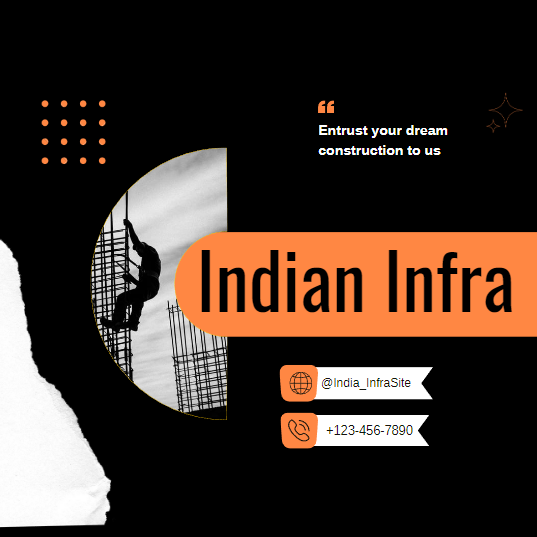 Entrust your dream
construction to us
Indian Infra
@India_InfraSite
+123-456-7890